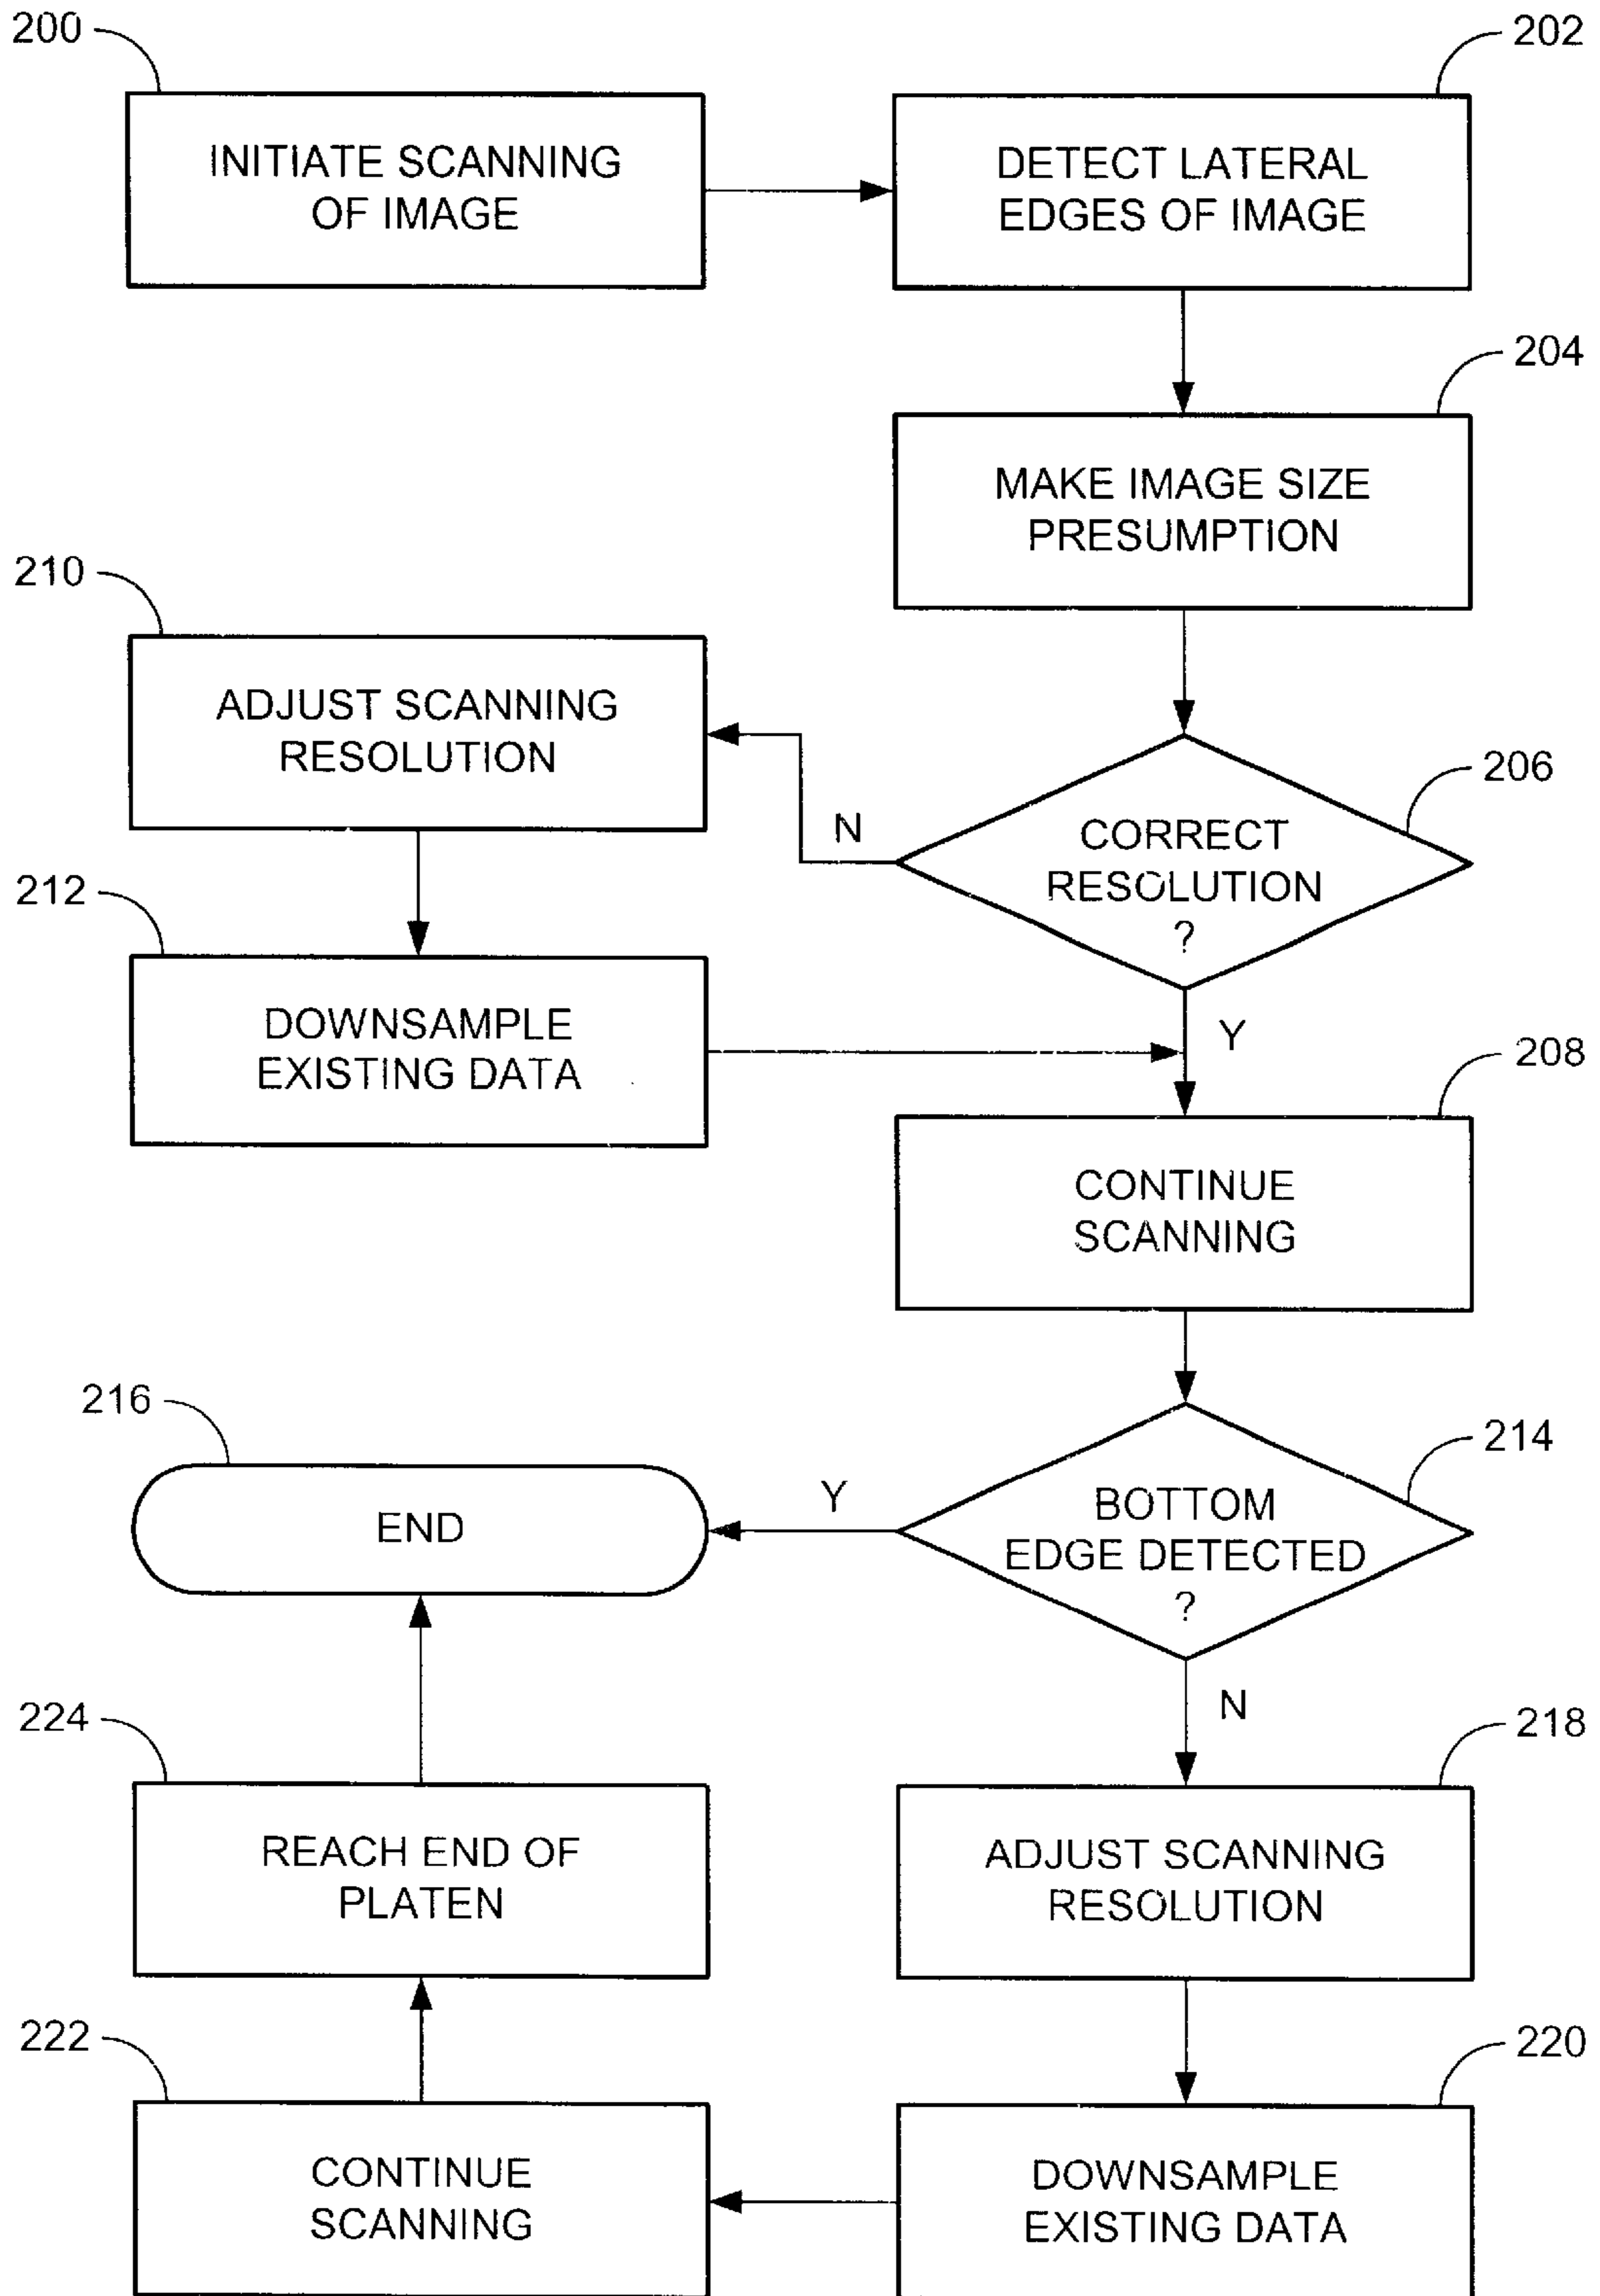 200
INITIATE SCANNING
OF IMAGE
202
DETECT LATERAL
EDGES OF IMAGE
204
MAKE IMAGE SIZE
PRESUMPTION
206
CORRECT
RESOLUTION
?
N
Y
210
ADJUST SCANNING
RESOLUTION
212
DOWNSAMPLE
EXISTING DATA
208
CONTINUE
SCANNING
214
BOTTOM
EDGE DETECTED
?
Y
N
216
END
218
ADJUST SCANNING
RESOLUTION
220
DOWNSAMPLE
EXISTING DATA
222
CONTINUE
SCANNING
224
REACH END OF
PLATEN